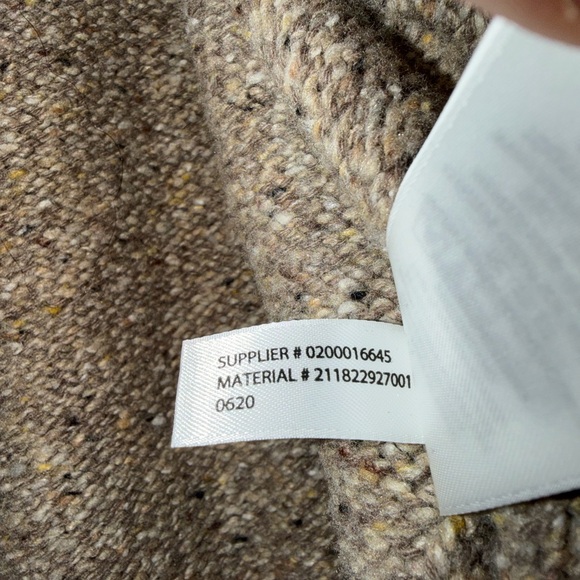 SUPPLIER # 0200016645
MATERIAL # 211822927001
0620